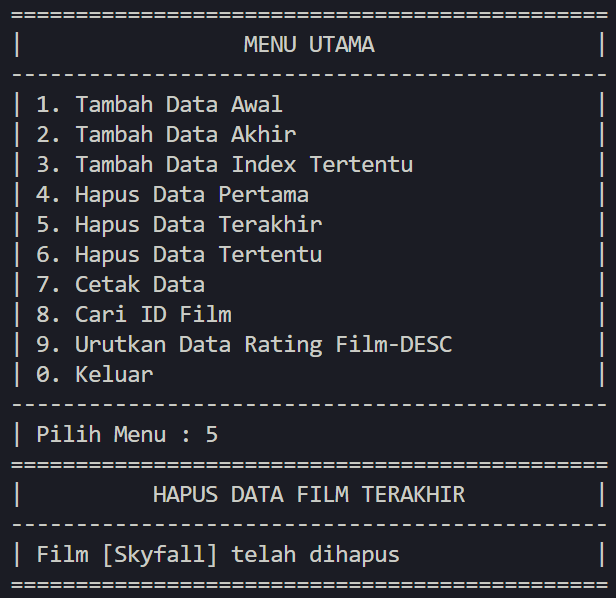 ==============================================
|                 MENU UTAMA                 |
----------------------------------------------
| 1. Tambah Data Awal                        |
| 2. Tambah Data Akhir                       |
| 3. Tambah Data Index Tertentu              |
| 4. Hapus Data Pertama                      |
| 5. Hapus Data Terakhir                     |
| 6. Hapus Data Tertentu                     |
| 7. Cetak Data                              |
| 8. Cari ID Film                            |
| 9. Urutkan Data Rating Film-DESC           |
| 0. Keluar                                  |
----------------------------------------------
| Pilih Menu : 5
==============================================
|          HAPUS DATA FILM TERAKHIR          |
----------------------------------------------
| Film [Skyfall] telah dihapus               |
==============================================